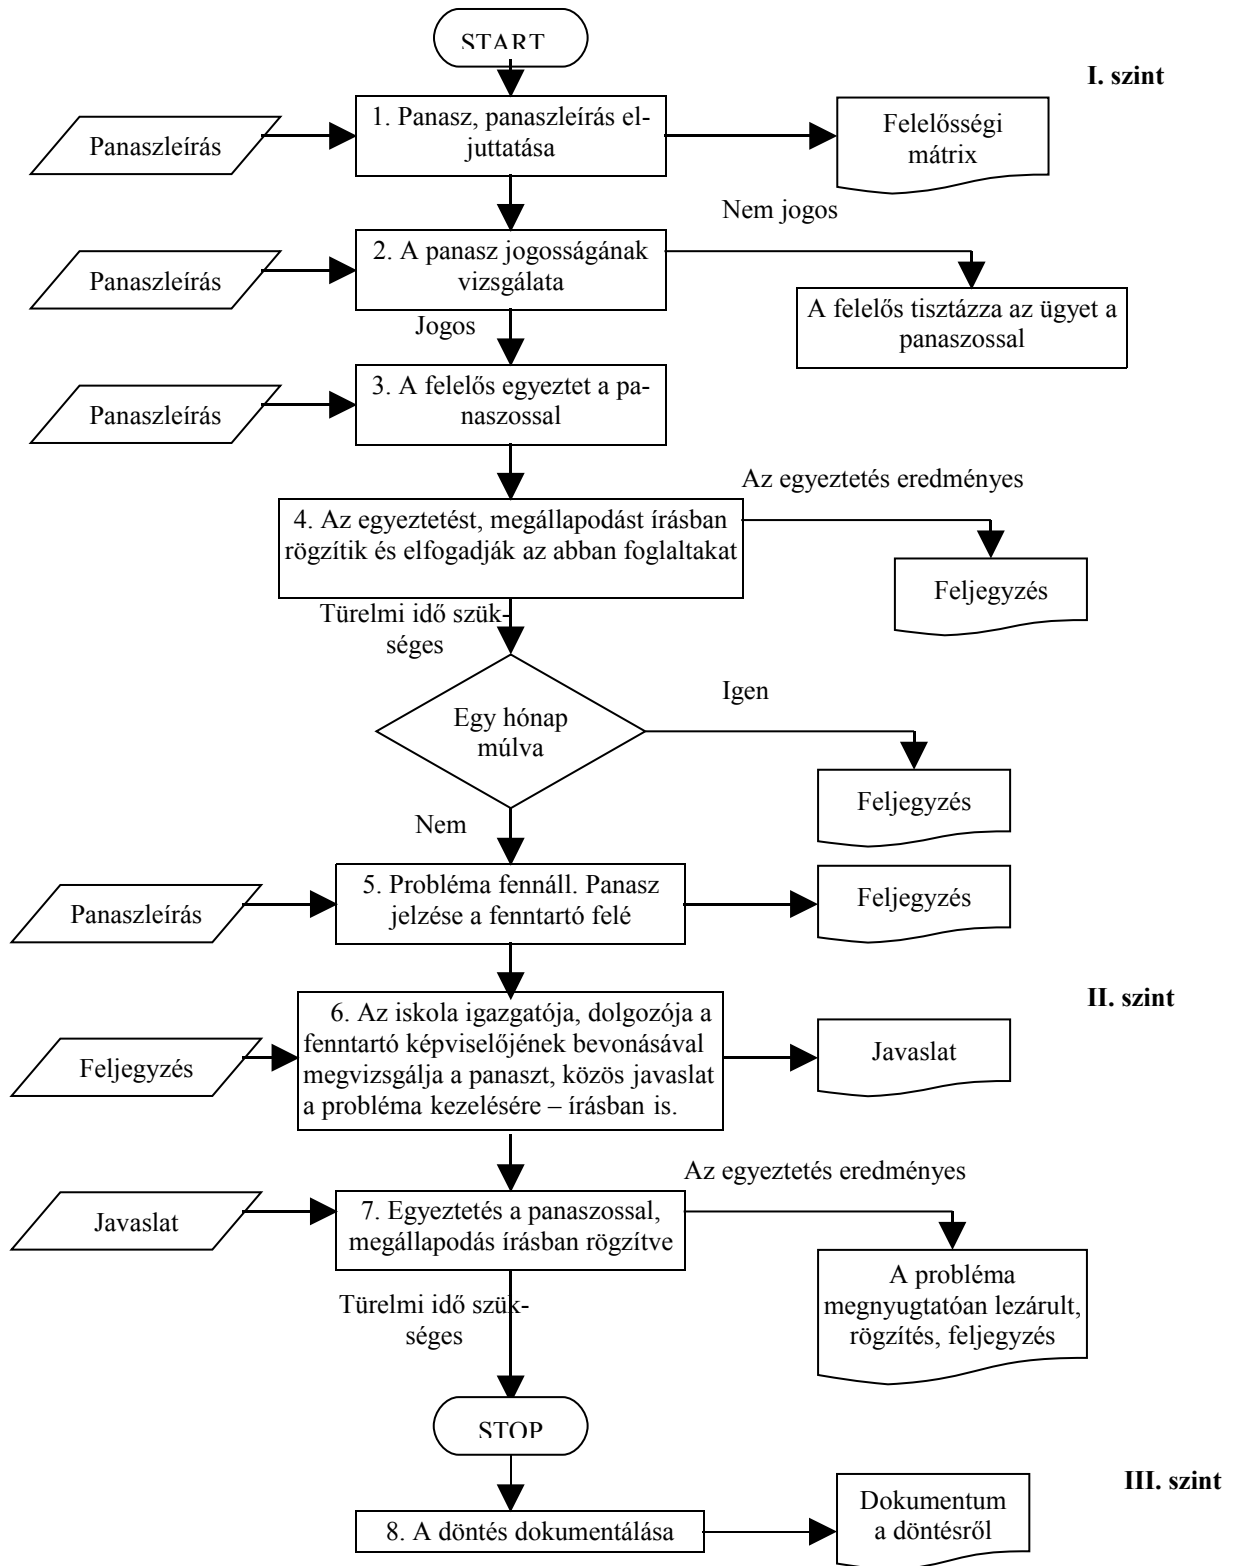 START
I. szint
Panaszleírás
1. Panasz, panaszleírás el-
juttatása
Felelősségi
mátrix
Nem jogos
Panaszleírás
2. A panasz jogosságának
vizsgálata
A felelős tisztázza az ügyet a
panaszossal
Jogos
Panaszleírás
3. A felelős egyeztet a pa-
naszossal
Az egyeztetés eredményes
4. Az egyeztetést, megállapodást írásban
rögzítik és elfogadják az abban foglaltakat
Feljegyzés
Türelmi idő szük-
séges
Egy hónap
múlva
Igen
Feljegyzés
Nem
Panaszleírás
5. Probléma fennáll. Panasz
jelzése a fenntartó felé
Feljegyzés
II. szint
Feljegyzés
6. Az iskola igazgatója, dolgozója a
fenntartó képviselőjének bevonásával
megvizsgálja a panaszt, közös javaslat
a probléma kezelésére – írásban is.
Javaslat
Az egyeztetés eredményes
Javaslat
7. Egyeztetés a panaszossal,
megállapodás írásban rögzítve
A probléma
megnyugtatóan lezárult,
rögzítés, feljegyzés
Türelmi idő szük-
séges
STOP
III. szint
8. A döntés dokumentálása
Dokumentum
a döntésről